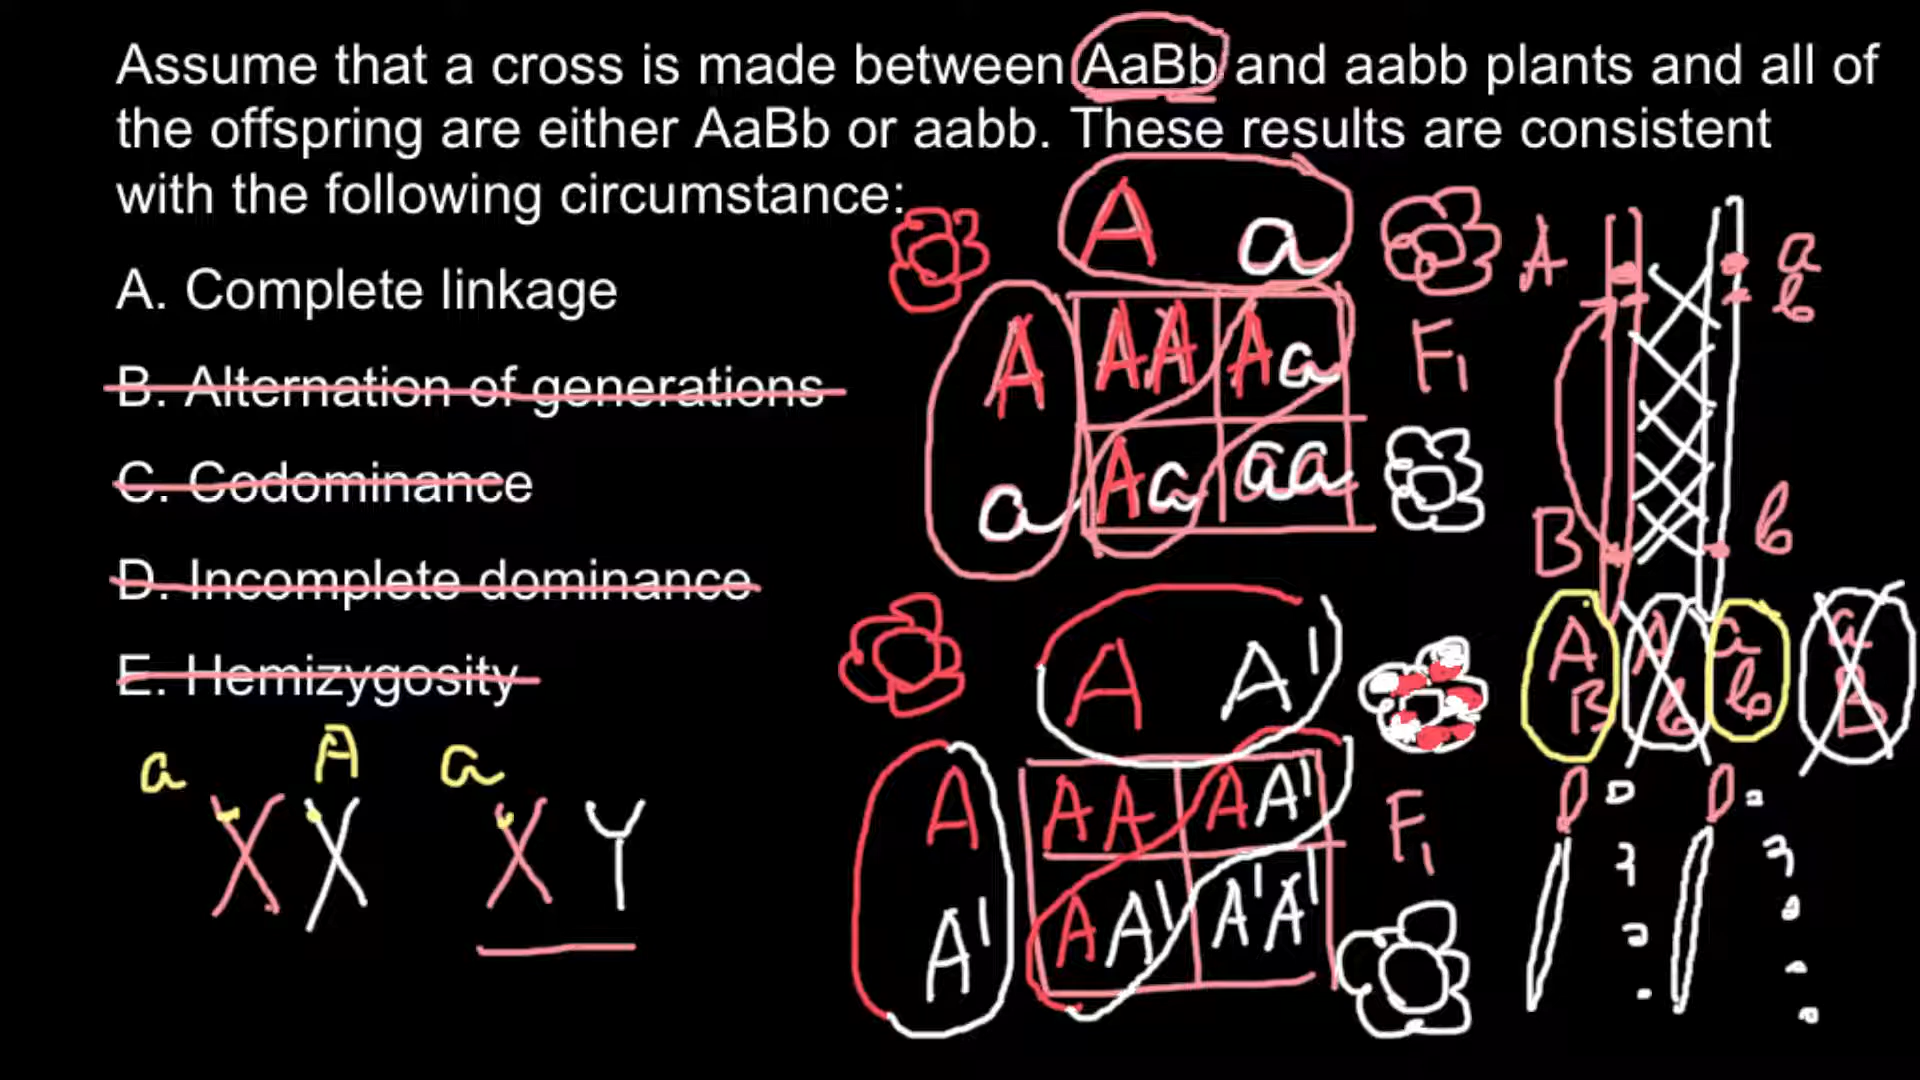 Assume that a cross is made between AaBb and aabb plants and all of
the offspring are either AaBb or aabb. These results are consistent
with the following circumstance:
A. Complete linkage
B. Alternation of generations
C. Codominance
D. Incomplete dominance
E. Hemizygosity
a A a
X X X Y
A a
A AA Aa F1
a Aa aa
A A'
A AA AA' F1
A' AA' A'A'
A a
b
B b
A A a a
B b b B